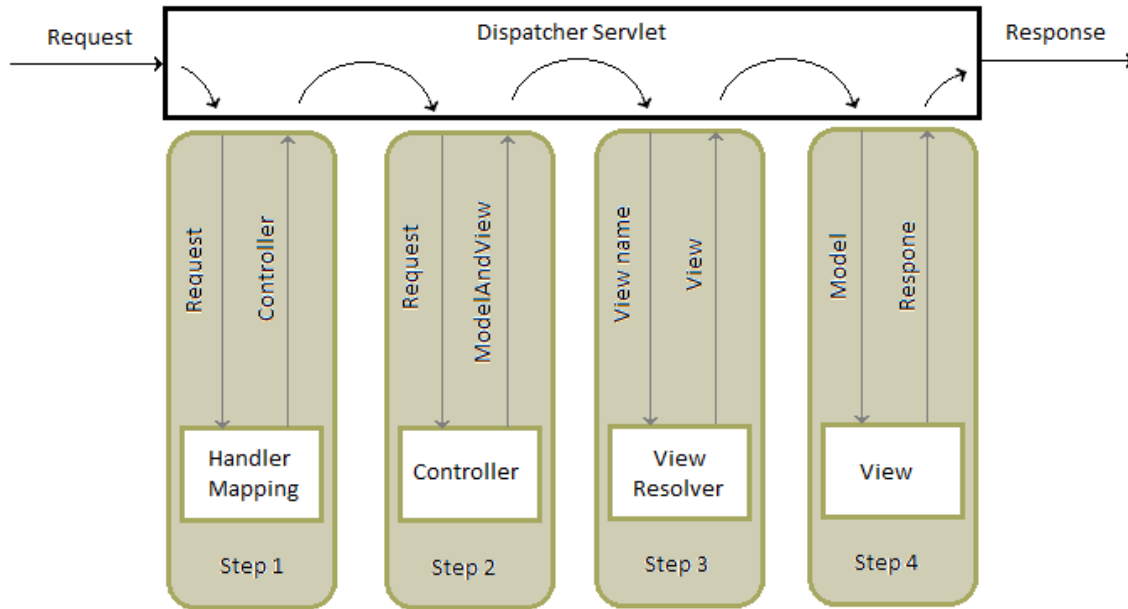 Request
Dispatcher Servlet
Response
Request
Controller
Request
ModelAndView
View name
View
Model
Respone
Handler
Mapping
Controller
View
Resolver
View
Step 1
Step 2
Step 3
Step 4